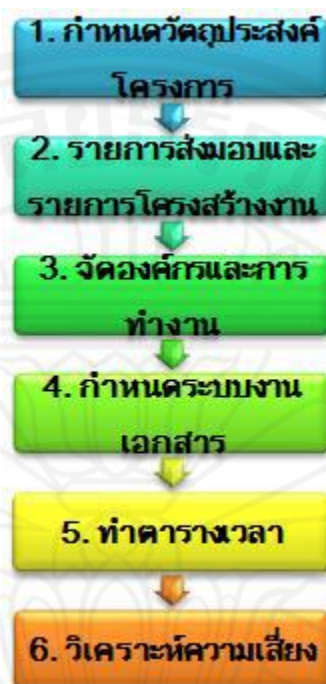 1. กำหนดวัตถุประสงค์
โครงการ
2. รายการส่งมอบและ
รายการโครงสร้างงาน
3. จัดองค์กรและการ
ทำงาน
4. กำหนดระบบงาน
เอกสาร
5. ทำตารางเวลา
6. วิเคราะห์ความเสี่ยง